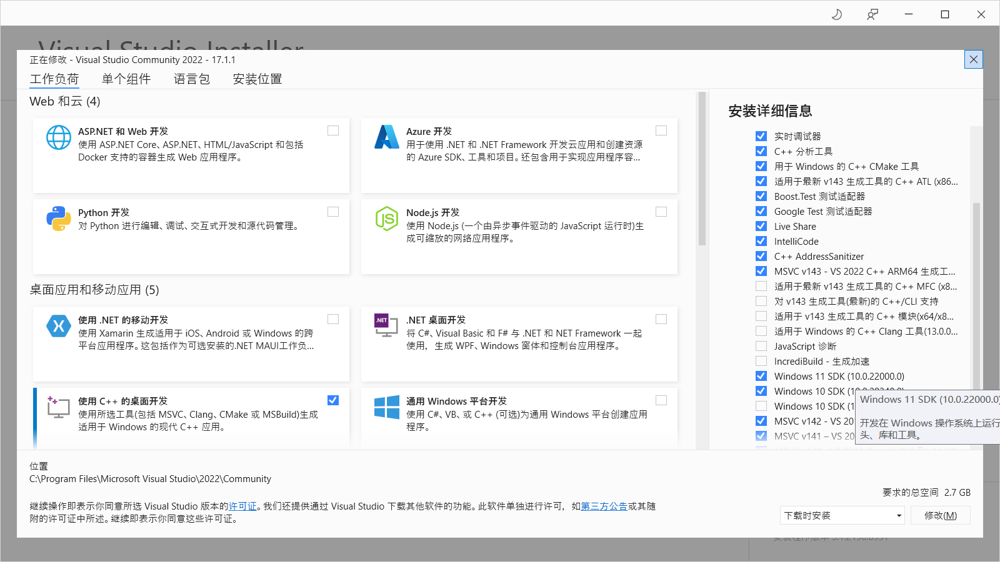 Visual Studio Installer
正在修改 - Visual Studio Community 2022 - 17.1.1
工作负荷 单个组件 语言包 安装位置
Web 和云 (4)
ASP.NET 和 Web 开发
使用 ASP.NET Core、ASP.NET、HTML/JavaScript 和包括
Docker 支持的容器生成 Web 应用程序。
Azure 开发
用于使用 .NET 和 .NET Framework 开发云应用和创建资源
的 Azure SDK、工具和项目。还包含用于实现应用程序容...
Python 开发
对 Python 进行编辑、调试、交互式开发和源代码管理。
Node.js 开发
使用 Node.js (一个由异步事件驱动的 JavaScript 运行时)生
成可缩放的网络应用程序。
桌面应用和移动应用 (5)
使用 .NET 的移动开发
使用 Xamarin 生成适用于 iOS、Android 或 Windows 的跨
平台应用程序。这包括作为可选安装的.NET MAUI工作负...
.NET
.NET 桌面开发
将 C#、Visual Basic 和 F# 与 .NET 和 NET Framework 一起
使用，生成 WPF、Windows 窗体和控制台应用程序。
使用 C++ 的桌面开发
使用所选工具(包括 MSVC、Clang、CMake 或 MSBuild)生成
适用于 Windows 的现代 C++ 应用。
通用 Windows 平台开发
使用 C#、VB、或 C++ (可选)为通用 Windows 平台创建应用
程序。
安装详细信息
实时调试器
C++ 分析工具
用于 Windows 的 C++ CMake 工具
适用于最新 v143 生成工具的 C++ ATL (x86...
Boost.Test 测试适配器
Google Test 测试适配器
Live Share
IntelliCode
C++ AddressSanitizer
MSVC v143 - VS 2022 C++ ARM64 生成工...
适用于最新 v143 生成工具的 C++ MFC (x8...
对 v143 生成工具(最新)的 C++/CLI 支持
适用于 v143 生成工具的 C++ 模块(x64/x8...
适用于 Windows 的 C++ Clang 工具(13.0.0...
JavaScript 诊断
IncrediBuild - 生成加速
Windows 11 SDK (10.0.22000.0)
Windows 10 SDK
Windows 10 SDK (1
MSVC v142 - VS 20
MSVC v141 – VS 20
Windows 11 SDK (10.0.22000.0)
开发在 Windows 操作系统上运行
头、库和工具。
位置
C:\Program Files\Microsoft Visual Studio\2022\Community
继续操作即表示你同意所选 Visual Studio 版本的许可证。我们还提供通过 Visual Studio 下载其他软件的功能。此软件单独进行许可，如第三方公告或其随
附的许可证中所述。继续即表示你同意这些许可证。
要求的总空间 2.7 GB
下载时安装
修改(M)